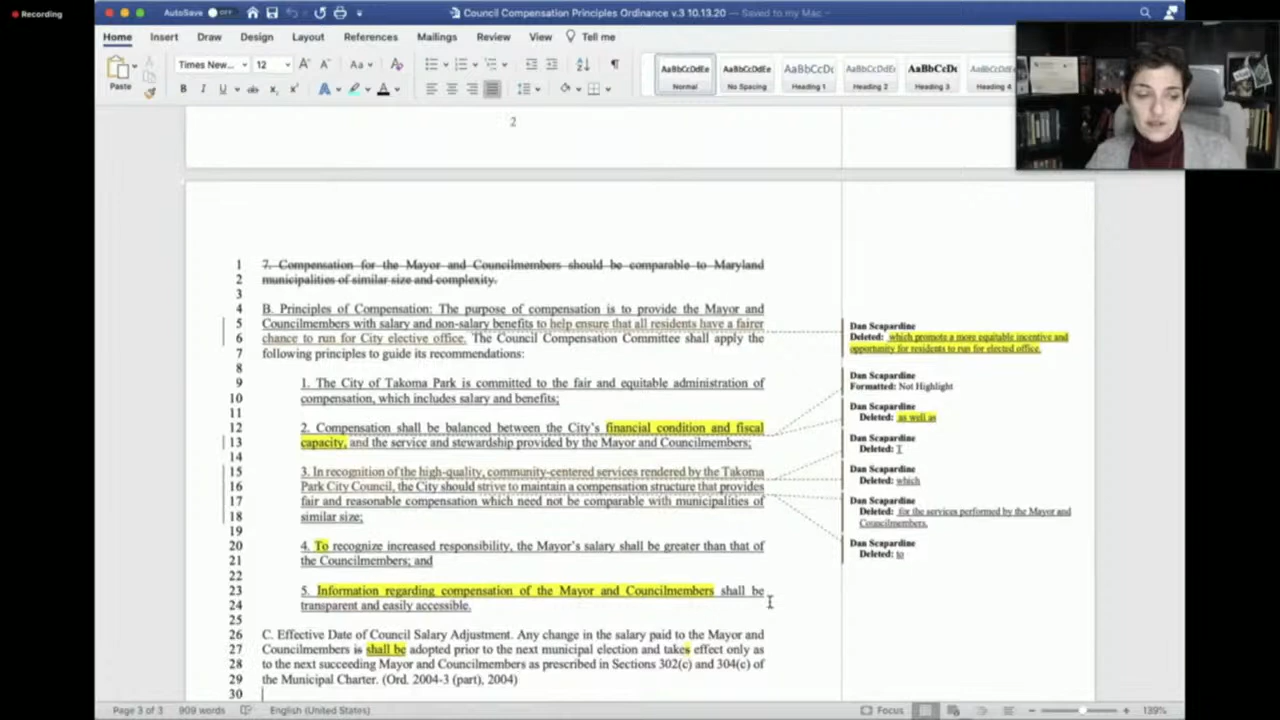 Recording
AutoSave OFF
Council Compensation Principles Ordinance v.3 10.13.20 — Saved to my Mac
Home Insert Draw Design Layout References Mailings Review View Tell me
Paste
Times New... 12
AaBbCcDdEe AaBbCcDdEe AaBbCcDc AaBbCcDdEe AaBbCcDc AaBbCcDdEe
Normal No Spacing Heading 1 Heading 2 Heading 3 Heading 4
2
1 7. Compensation for the Mayor and Councilmembers should be comparable to Maryland
2 municipalities of similar size and complexity.
3
4 B. Principles of Compensation: The purpose of compensation is to provide the Mayor and
5 Councilmembers with salary and non-salary benefits to help ensure that all residents have a fairer
6 chance to run for City elective office. The Council Compensation Committee shall apply the
7 following principles to guide its recommendations:
8
9 1. The City of Takoma Park is committed to the fair and equitable administration of
10 compensation, which includes salary and benefits;
11
12 2. Compensation shall be balanced between the City's financial condition and fiscal
13 capacity, and the service and stewardship provided by the Mayor and Councilmembers;
14
15 3. In recognition of the high-quality, community-centered services rendered by the Takoma
16 Park City Council, the City should strive to maintain a compensation structure that provides
17 fair and reasonable compensation which need not be comparable with municipalities of
18 similar size;
19
20 4. To recognize increased responsibility, the Mayor's salary shall be greater than that of
21 the Councilmembers; and
22
23 5. Information regarding compensation of the Mayor and Councilmembers shall be
24 transparent and easily accessible.
25
26 C. Effective Date of Council Salary Adjustment. Any change in the salary paid to the Mayor and
27 Councilmembers is shall be adopted prior to the next municipal election and takes effect only as
28 to the next succeeding Mayor and Councilmembers as prescribed in Sections 302(c) and 304(c) of
29 the Municipal Charter. (Ord. 2004-3 (part), 2004)
30
Dan Scapardine
Deleted: which promote a more equitable incentive and
opportunity for residents to run for elected office.
Dan Scapardine
Formatted: Not Highlight
Dan Scapardine
Deleted: as well as
Dan Scapardine
Deleted: T
Dan Scapardine
Deleted: which
Dan Scapardine
Deleted: for the services performed by the Mayor and
Councilmembers,
Dan Scapardine
Deleted: to
Page 3 of 3 909 words English (United States) Focus 139%